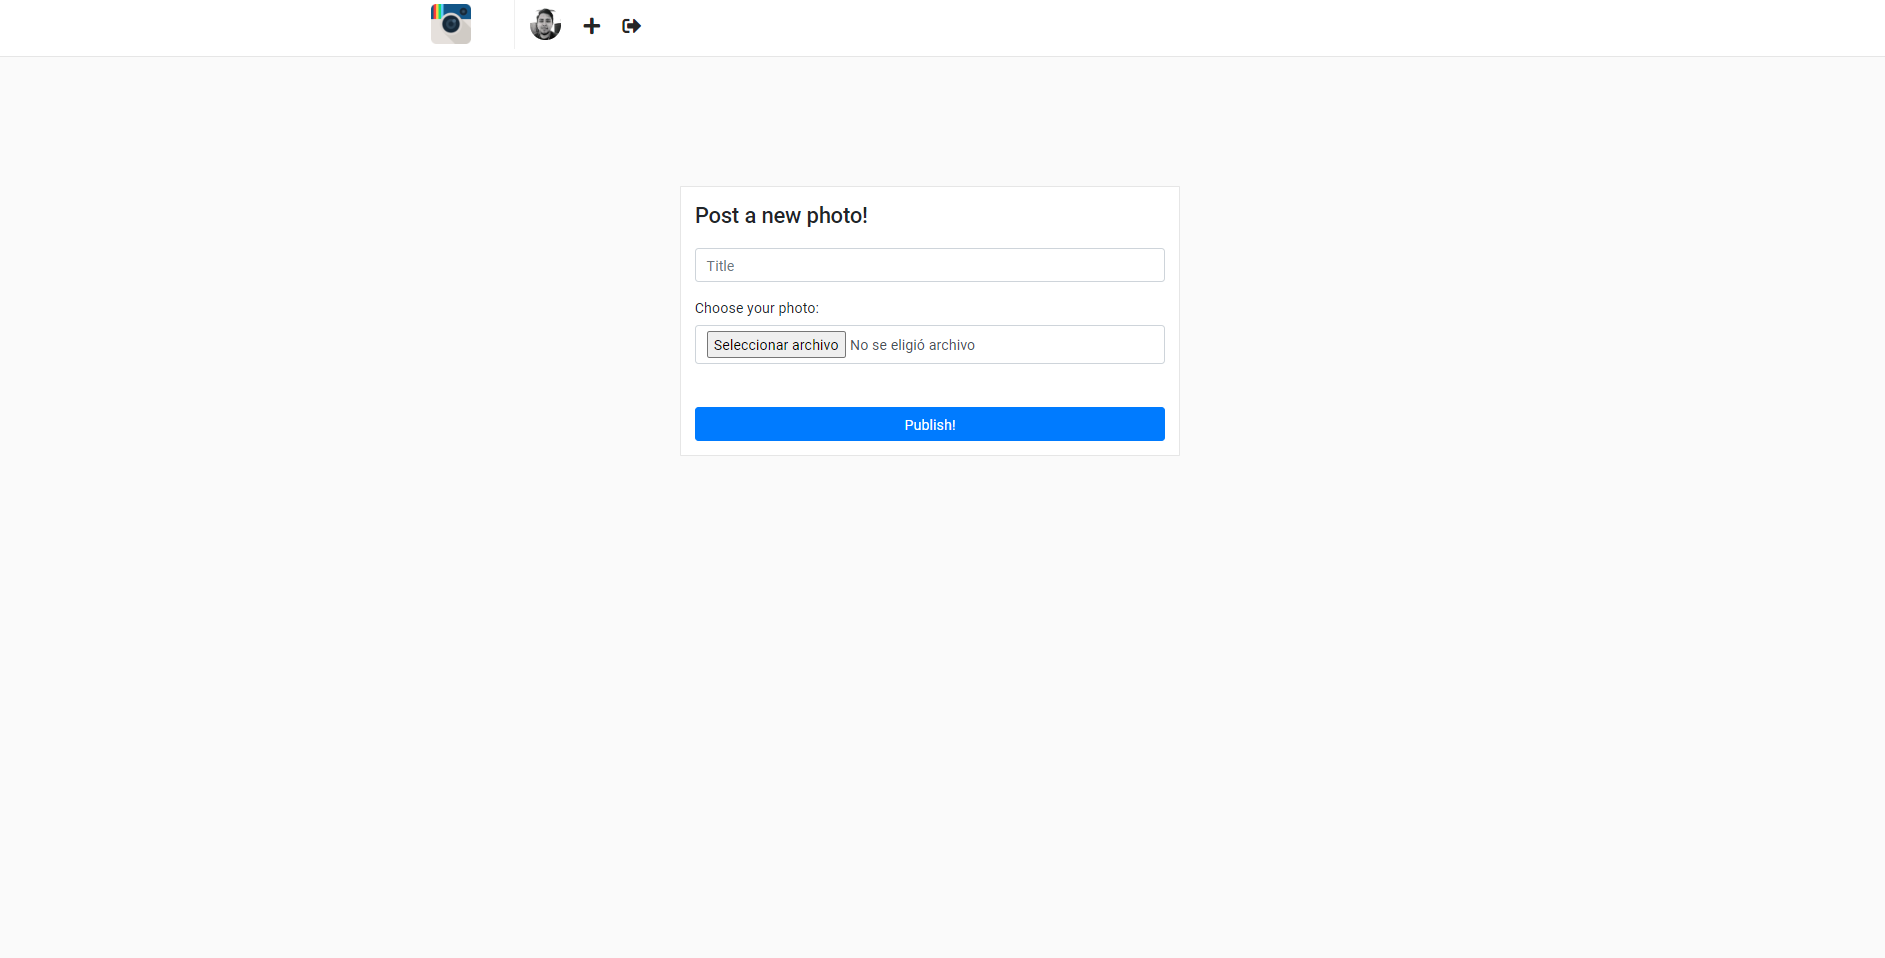 Post a new photo!
Title
Choose your photo:
Seleccionar archivo No se eligió archivo
Publish!